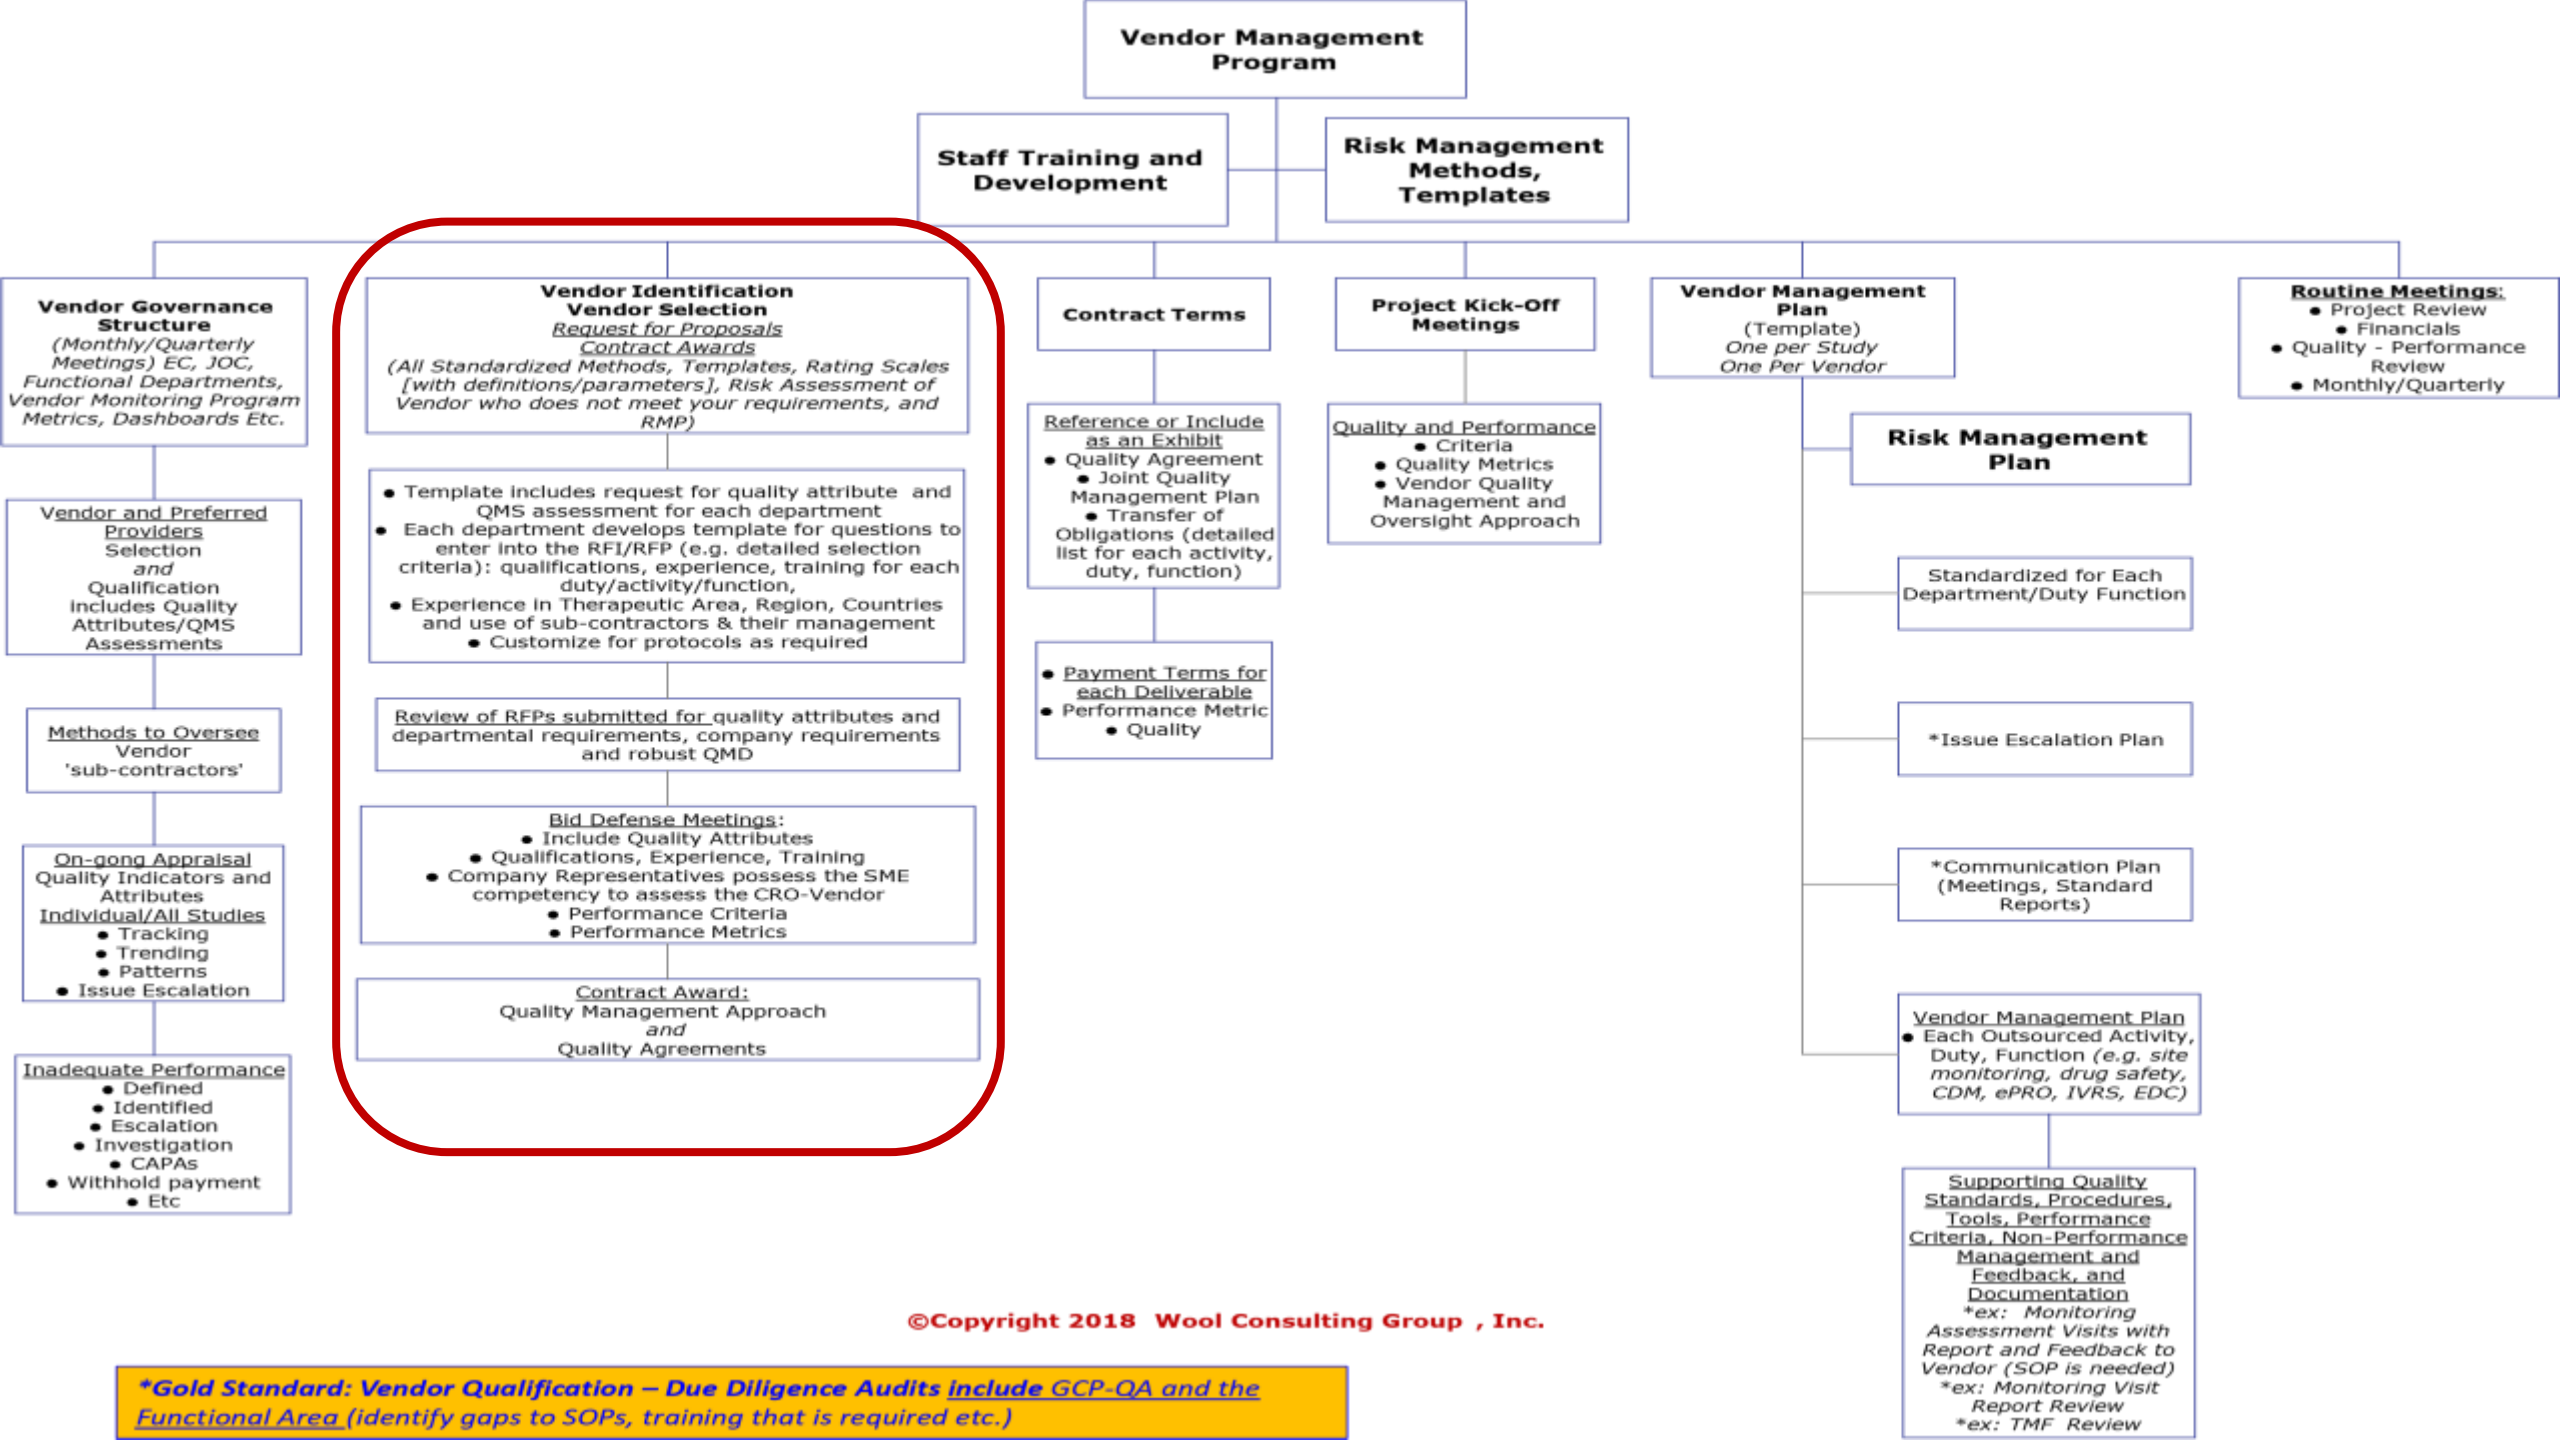 Vendor Management
Program
Staff Training and
Development
Risk Management
Methods,
Templates
Vendor Governance
Structure
(Monthly/Quarterly
Meetings) EC, JOC,
Functional Departments,
Vendor Monitoring Program
Metrics, Dashboards Etc.
Vendor and Preferred
Providers
Selection
and
Qualification
includes Quality
Attributes/QMS
Assessments
Methods to Oversee
Vendor
'sub-contractors'
On-gong Appraisal
Quality Indicators and
Attributes
Individual/All Studies
● Tracking
● Trending
● Patterns
● Issue Escalation
Inadequate Performance
● Defined
● Identified
● Escalation
● Investigation
● CAPAs
● Withhold payment
● Etc
Vendor Identification
Vendor Selection
Request for Proposals
Contract Awards
(All Standardized Methods, Templates, Rating Scales
[with definitions/parameters], Risk Assessment of
Vendor who does not meet your requirements, and
RMP)
● Template includes request for quality attribute and
QMS assessment for each department
● Each department develops template for questions to
enter into the RFI/RFP (e.g. detailed selection
criteria): qualifications, experience, training for each
duty/activity/function,
● Experience in Therapeutic Area, Region, Countries
and use of sub-contractors & their management
● Customize for protocols as required
Review of RFPs submitted for quality attributes and
departmental requirements, company requirements
and robust QMD
Bid Defense Meetings:
● Include Quality Attributes
● Qualifications, Experience, Training
● Company Representatives possess the SME
competency to assess the CRO-Vendor
● Performance Criteria
● Performance Metrics
Contract Award:
Quality Management Approach
and
Quality Agreements
Contract Terms
Reference or Include
as an Exhibit
● Quality Agreement
● Joint Quality
Management Plan
● Transfer of
Obligations (detailed
list for each activity,
duty, function)
● Payment Terms for
each Deliverable
● Performance Metric
● Quality
Project Kick-Off
Meetings
Quality and Performance
● Criteria
● Quality Metrics
● Vendor Quality
Management and
Oversight Approach
Vendor Management
Plan
(Template)
One per Study
One Per Vendor
Risk Management
Plan
Standardized for Each
Department/Duty Function
*Issue Escalation Plan
*Communication Plan
(Meetings, Standard
Reports)
Vendor Management Plan
● Each Outsourced Activity,
Duty, Function (e.g. site
monitoring, drug safety,
CDM, ePRO, IVRS, EDC)
Supporting Quality
Standards, Procedures,
Tools, Performance
Criteria, Non-Performance
Management and
Feedback, and
Documentation
*ex: Monitoring
Assessment Visits with
Report and Feedback to
Vendor (SOP is needed)
*ex: Monitoring Visit
Report Review
*ex: TMF Review
Routine Meetings:
● Project Review
● Financials
● Quality - Performance
Review
● Monthly/Quarterly
©Copyright 2018 Wool Consulting Group , Inc.
*Gold Standard: Vendor Qualification – Due Diligence Audits include GCP-QA and the
Functional Area (identify gaps to SOPs, training that is required etc.)